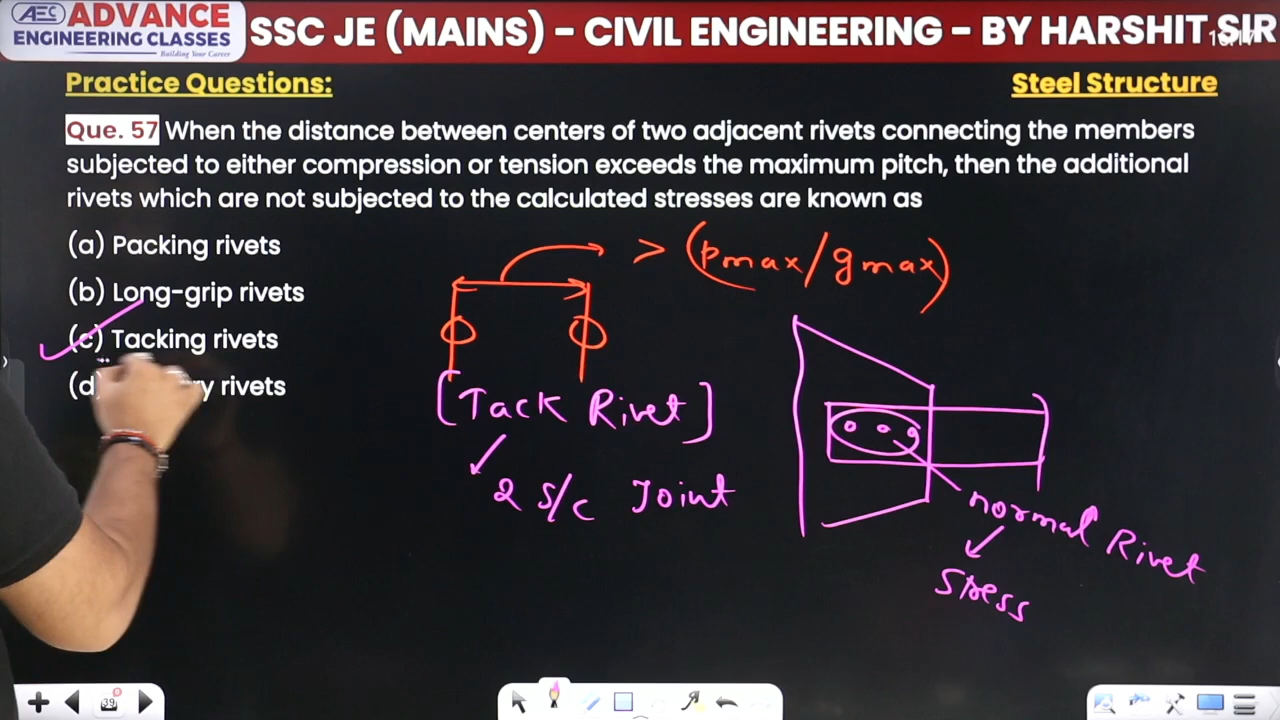 AEC ADVANCE
ENGINEERING CLASSES
Building Your Career
SSC JE (MAINS) - CIVIL ENGINEERING - BY HARSHIT SIR
Practice Questions:
Steel Structure
Que. 57 When the distance between centers of two adjacent rivets connecting the members
subjected to either compression or tension exceeds the maximum pitch, then the additional
rivets which are not subjected to the calculated stresses are known as
(a) Packing rivets
(b) Long-grip rivets
(c) Tacking rivets
(d) rivets
> (pmax/gmax)
[Tack Rivet]
2 S/C Joint
normal Rivet
Stress
39